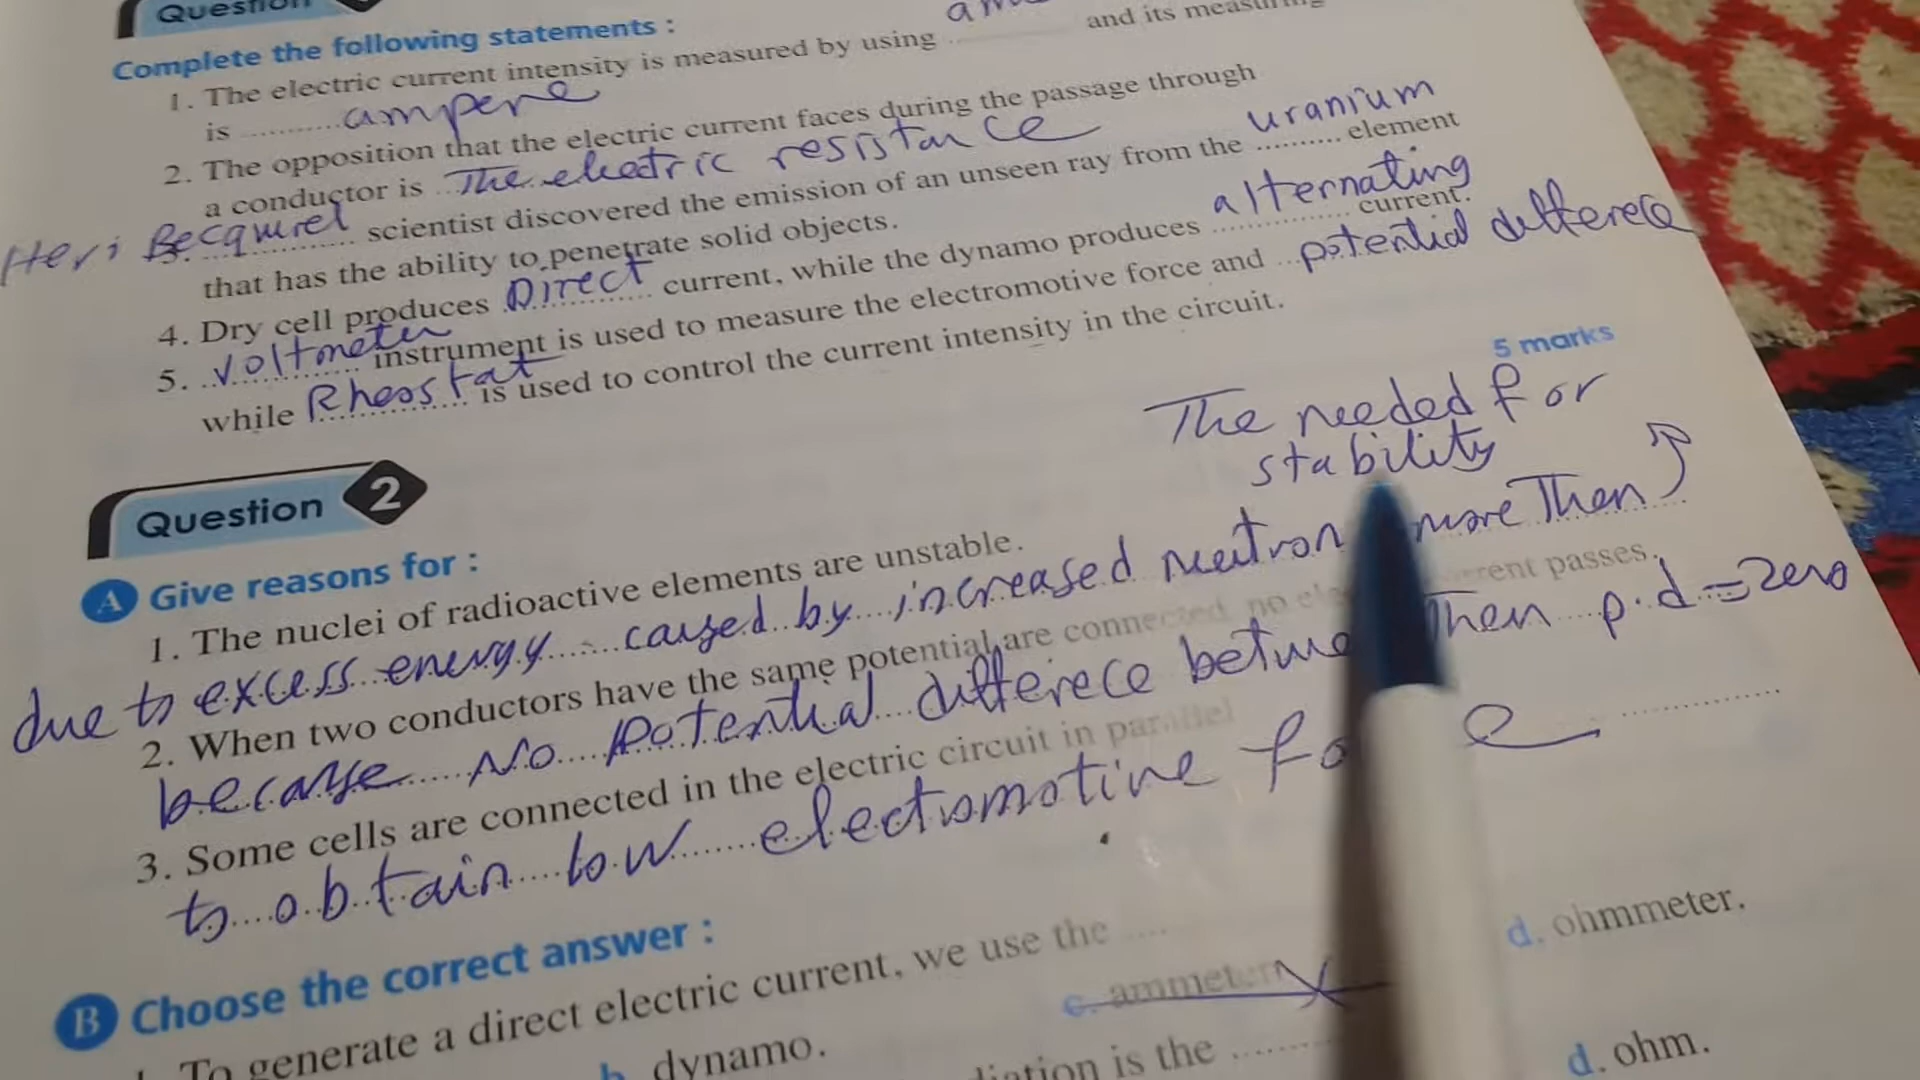 Question
Complete the following statements :
1. The electric current intensity is measured by using .......... and its measuring
is .......... ampere
2. The opposition that the electric current faces during the passage through
a conductor is The electric resistance
3. Heri Becqurel scientist discovered the emission of an unseen ray from the uranium element
that has the ability to penetrate solid objects.
4. Dry cell produces Direct current, while the dynamo produces alternating current.
5. voltmeter instrument is used to measure the electromotive force and potential differece
while Rheostat is used to control the current intensity in the circuit.
5 marks
Question 2
A Give reasons for :
1. The nuclei of radioactive elements are unstable.
due to excess energy caused by increased neutron more Then
The needed for
stability
2. When two conductors have the same potential are connected, no current passes.
because No potential differece between Then p.d = zero
3. Some cells are connected in the electric circuit in parallel
to obtain low electromotive
B Choose the correct answer :
1. To generate a direct electric current, we use the ....
b. dynamo.
c. ammeter
d. ohmmeter.
is the ..........
d. ohm.